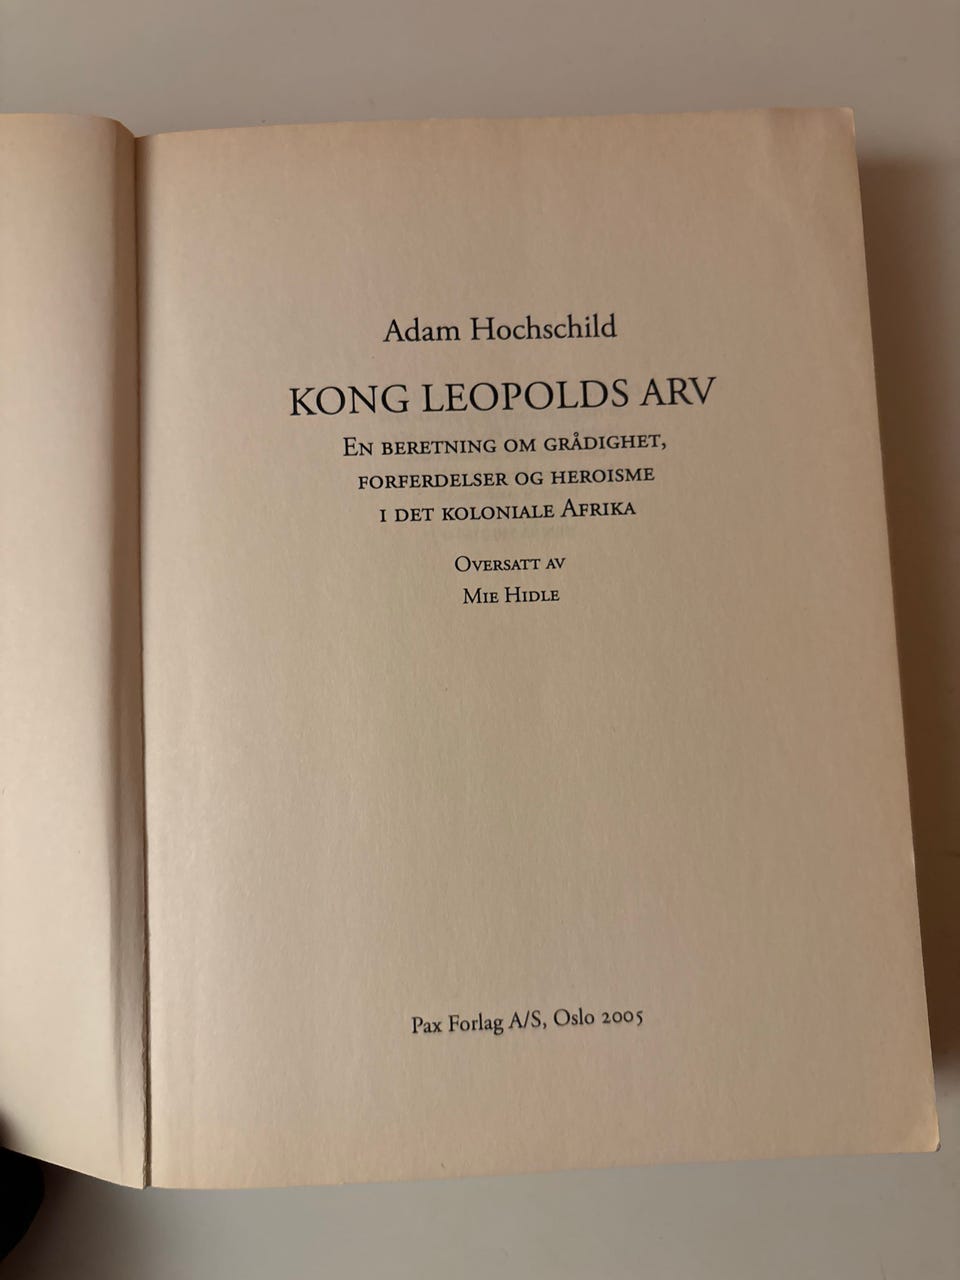 Adam Hochschild
KONG LEOPOLDS ARV
En beretning om grådighet,
forferdelser og heroisme
i det koloniale Afrika
Oversatt av
Mie Hidle
Pax Forlag A/S, Oslo 2005